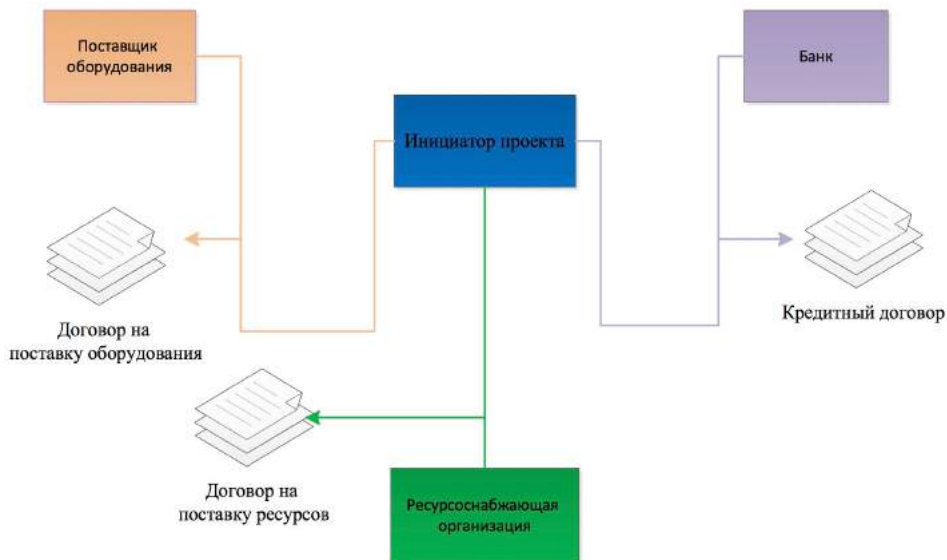 Поставщик
оборудования
Банк
Инициатор проекта
Договор на
поставку оборудования
Кредитный договор
Договор на
поставку ресурсов
Ресурсоснабжающая
организация